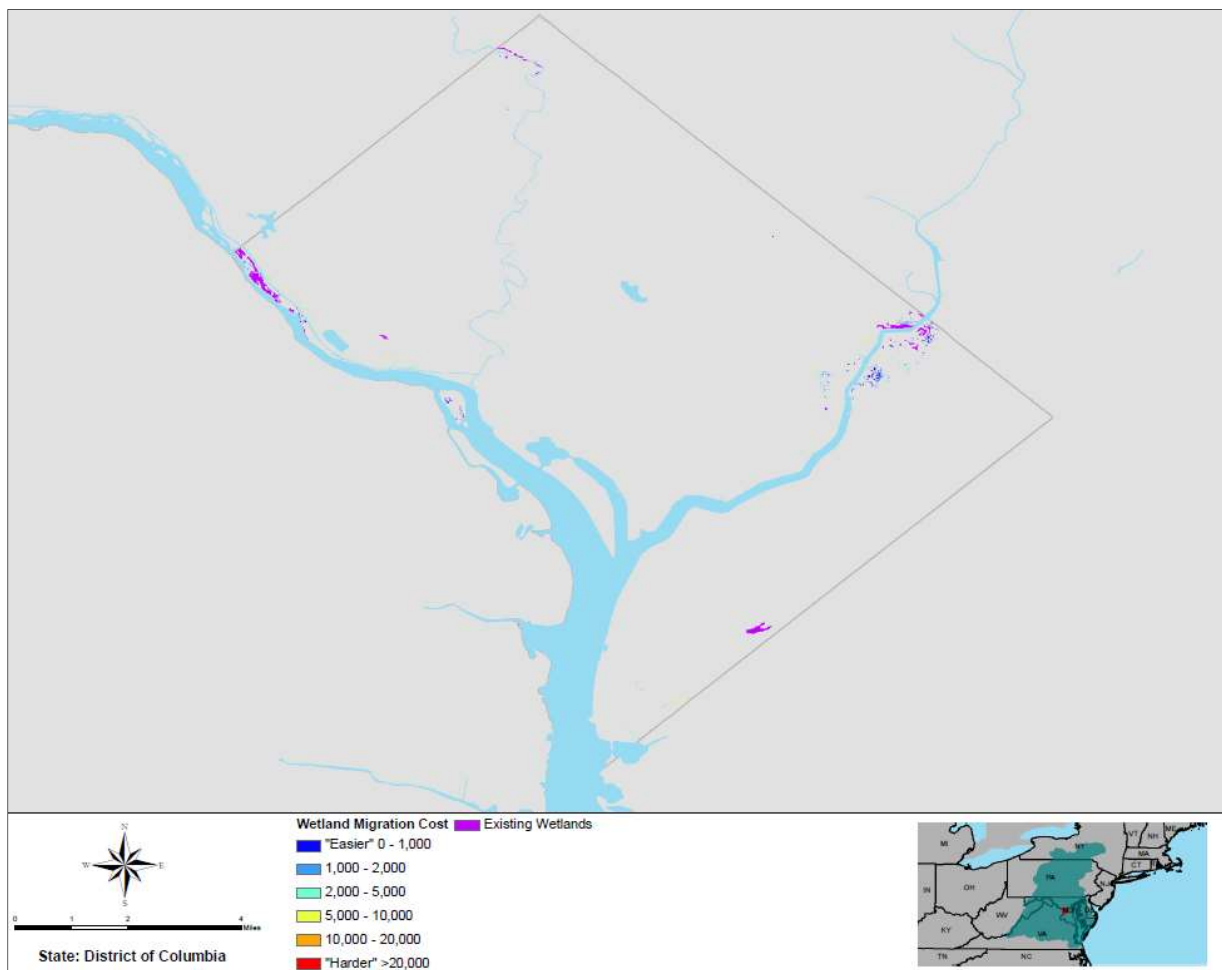 N
W
E
S
0 1 2 4
Miles
State: District of Columbia
Wetland Migration Cost
Existing Wetlands
"Easier" 0 - 1,000
1,000 - 2,000
2,000 - 5,000
5,000 - 10,000
10,000 - 20,000
"Harder" >20,000
MI
NY
VT
NH
ME
MA
CT
PA
NJ
IN
OH
WV
KY
VA
TN
NC